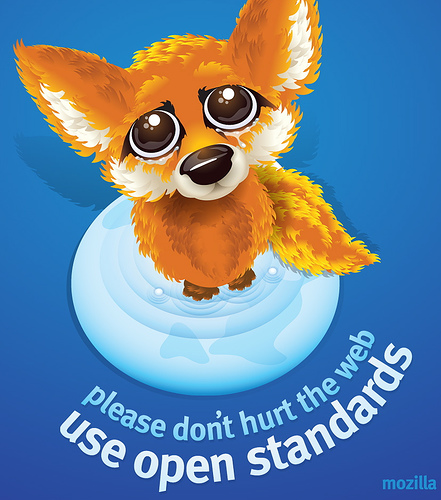 please don't hurt the web
use open standards
mozilla